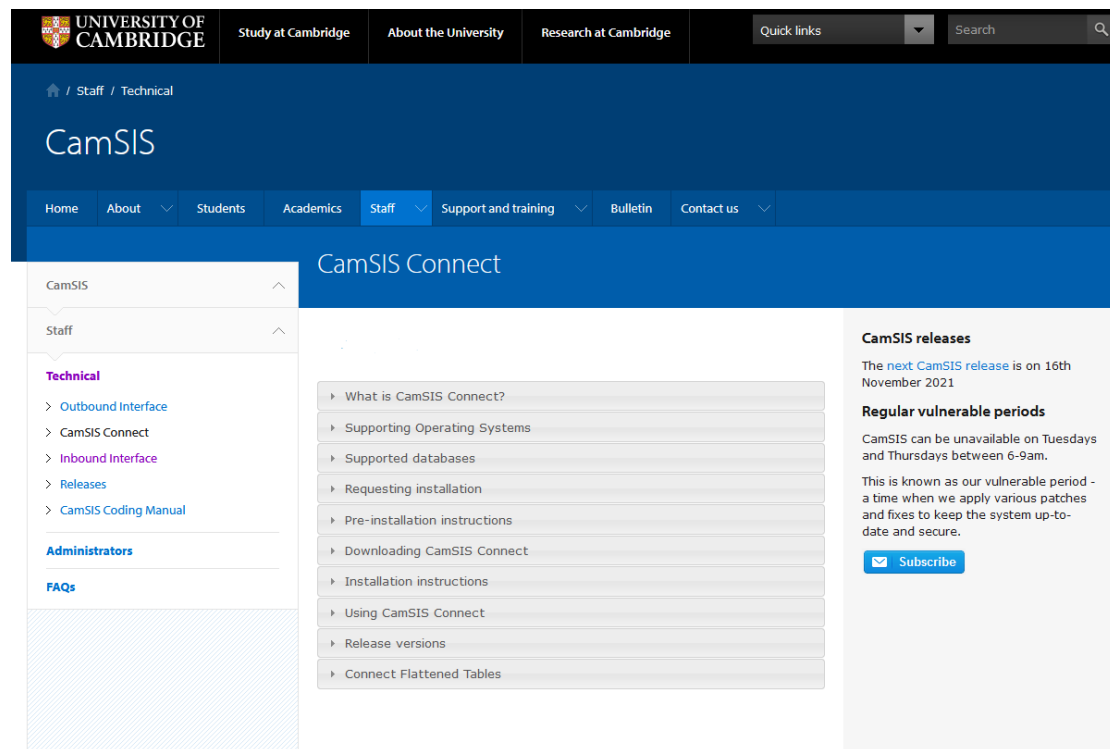 UNIVERSITY OF
CAMBRIDGE
Study at Cambridge
About the University
Research at Cambridge
Quick links
Search
/ Staff / Technical
CamSIS
Home
About
Students
Academics
Staff
Support and training
Bulletin
Contact us
CamSIS Connect
CamSIS
Staff
Technical
Outbound Interface
CamSIS Connect
Inbound Interface
Releases
CamSIS Coding Manual
Administrators
FAQs
What is CamSIS Connect?
Supporting Operating Systems
Supported databases
Requesting installation
Pre-installation instructions
Downloading CamSIS Connect
Installation instructions
Using CamSIS Connect
Release versions
Connect Flattened Tables
CamSIS releases
The next CamSIS release is on 16th
November 2021
Regular vulnerable periods
CamSIS can be unavailable on Tuesdays
and Thursdays between 6-9am.
This is known as our vulnerable period -
a time when we apply various patches
and fixes to keep the system up-to-
date and secure.
Subscribe